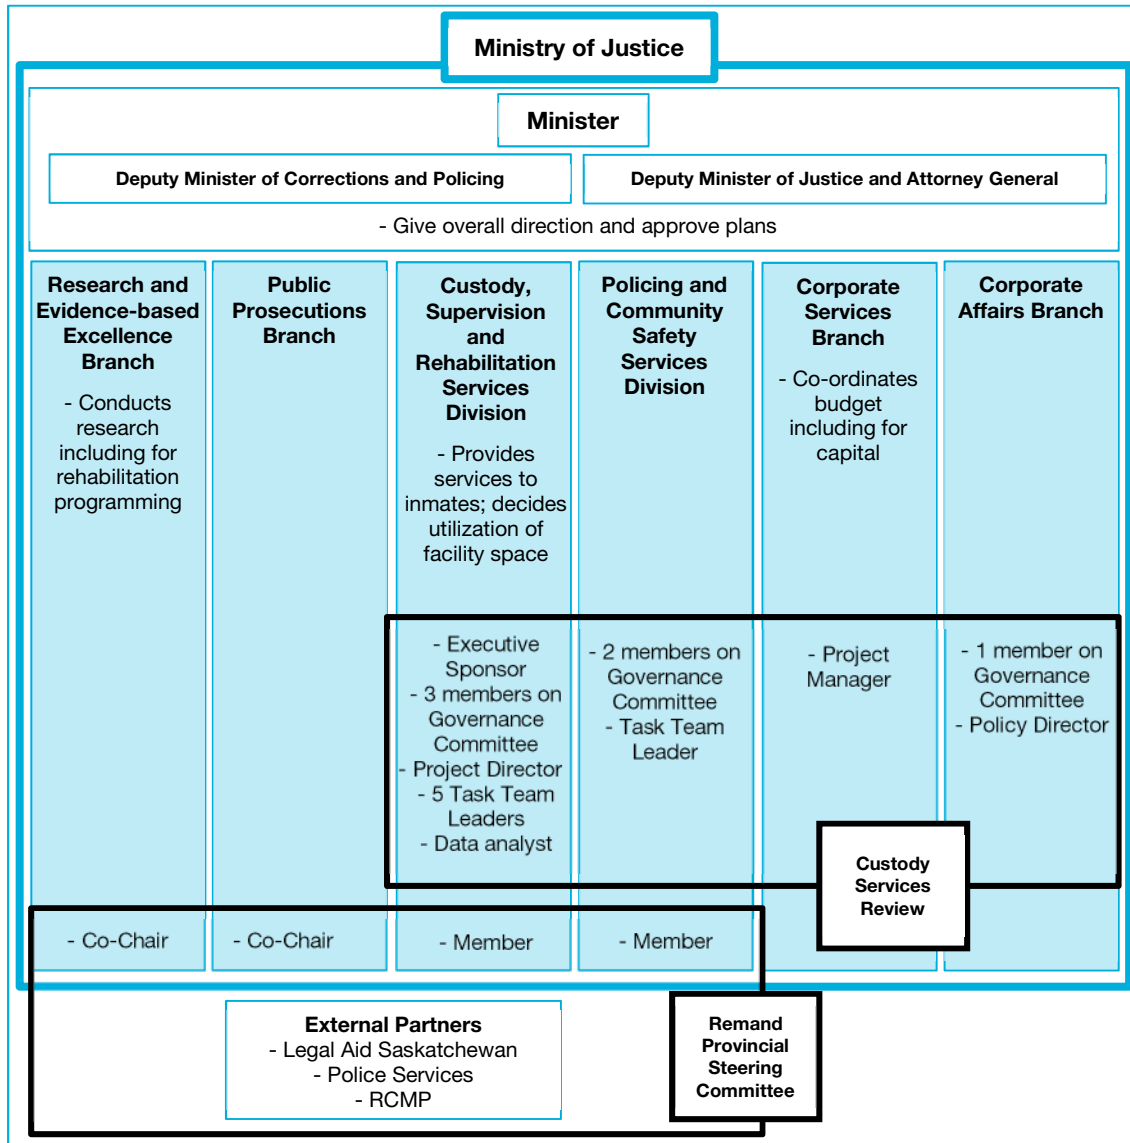 Ministry of Justice
Minister
Deputy Minister of Corrections and Policing
Deputy Minister of Justice and Attorney General
- Give overall direction and approve plans
Research and
Evidence-based
Excellence
Branch
- Conducts
research
including for
rehabilitation
programming
Public
Prosecutions
Branch
Custody,
Supervision
and
Rehabilitation
Services
Division
- Provides
services to
inmates; decides
utilization of
facility space
Policing and
Community
Safety
Services
Division
Corporate
Services
Branch
- Co-ordinates
budget
including for
capital
Corporate
Affairs Branch
- Executive
Sponsor
- 3 members on
Governance
Committee
- Project Director
- 5 Task Team
Leaders
- Data analyst
- 2 members on
Governance
Committee
- Task Team
Leader
- Project
Manager
- 1 member on
Governance
Committee
- Policy Director
Custody
Services
Review
- Co-Chair
- Co-Chair
- Member
- Member
External Partners
- Legal Aid Saskatchewan
- Police Services
- RCMP
Remand
Provincial
Steering
Committee